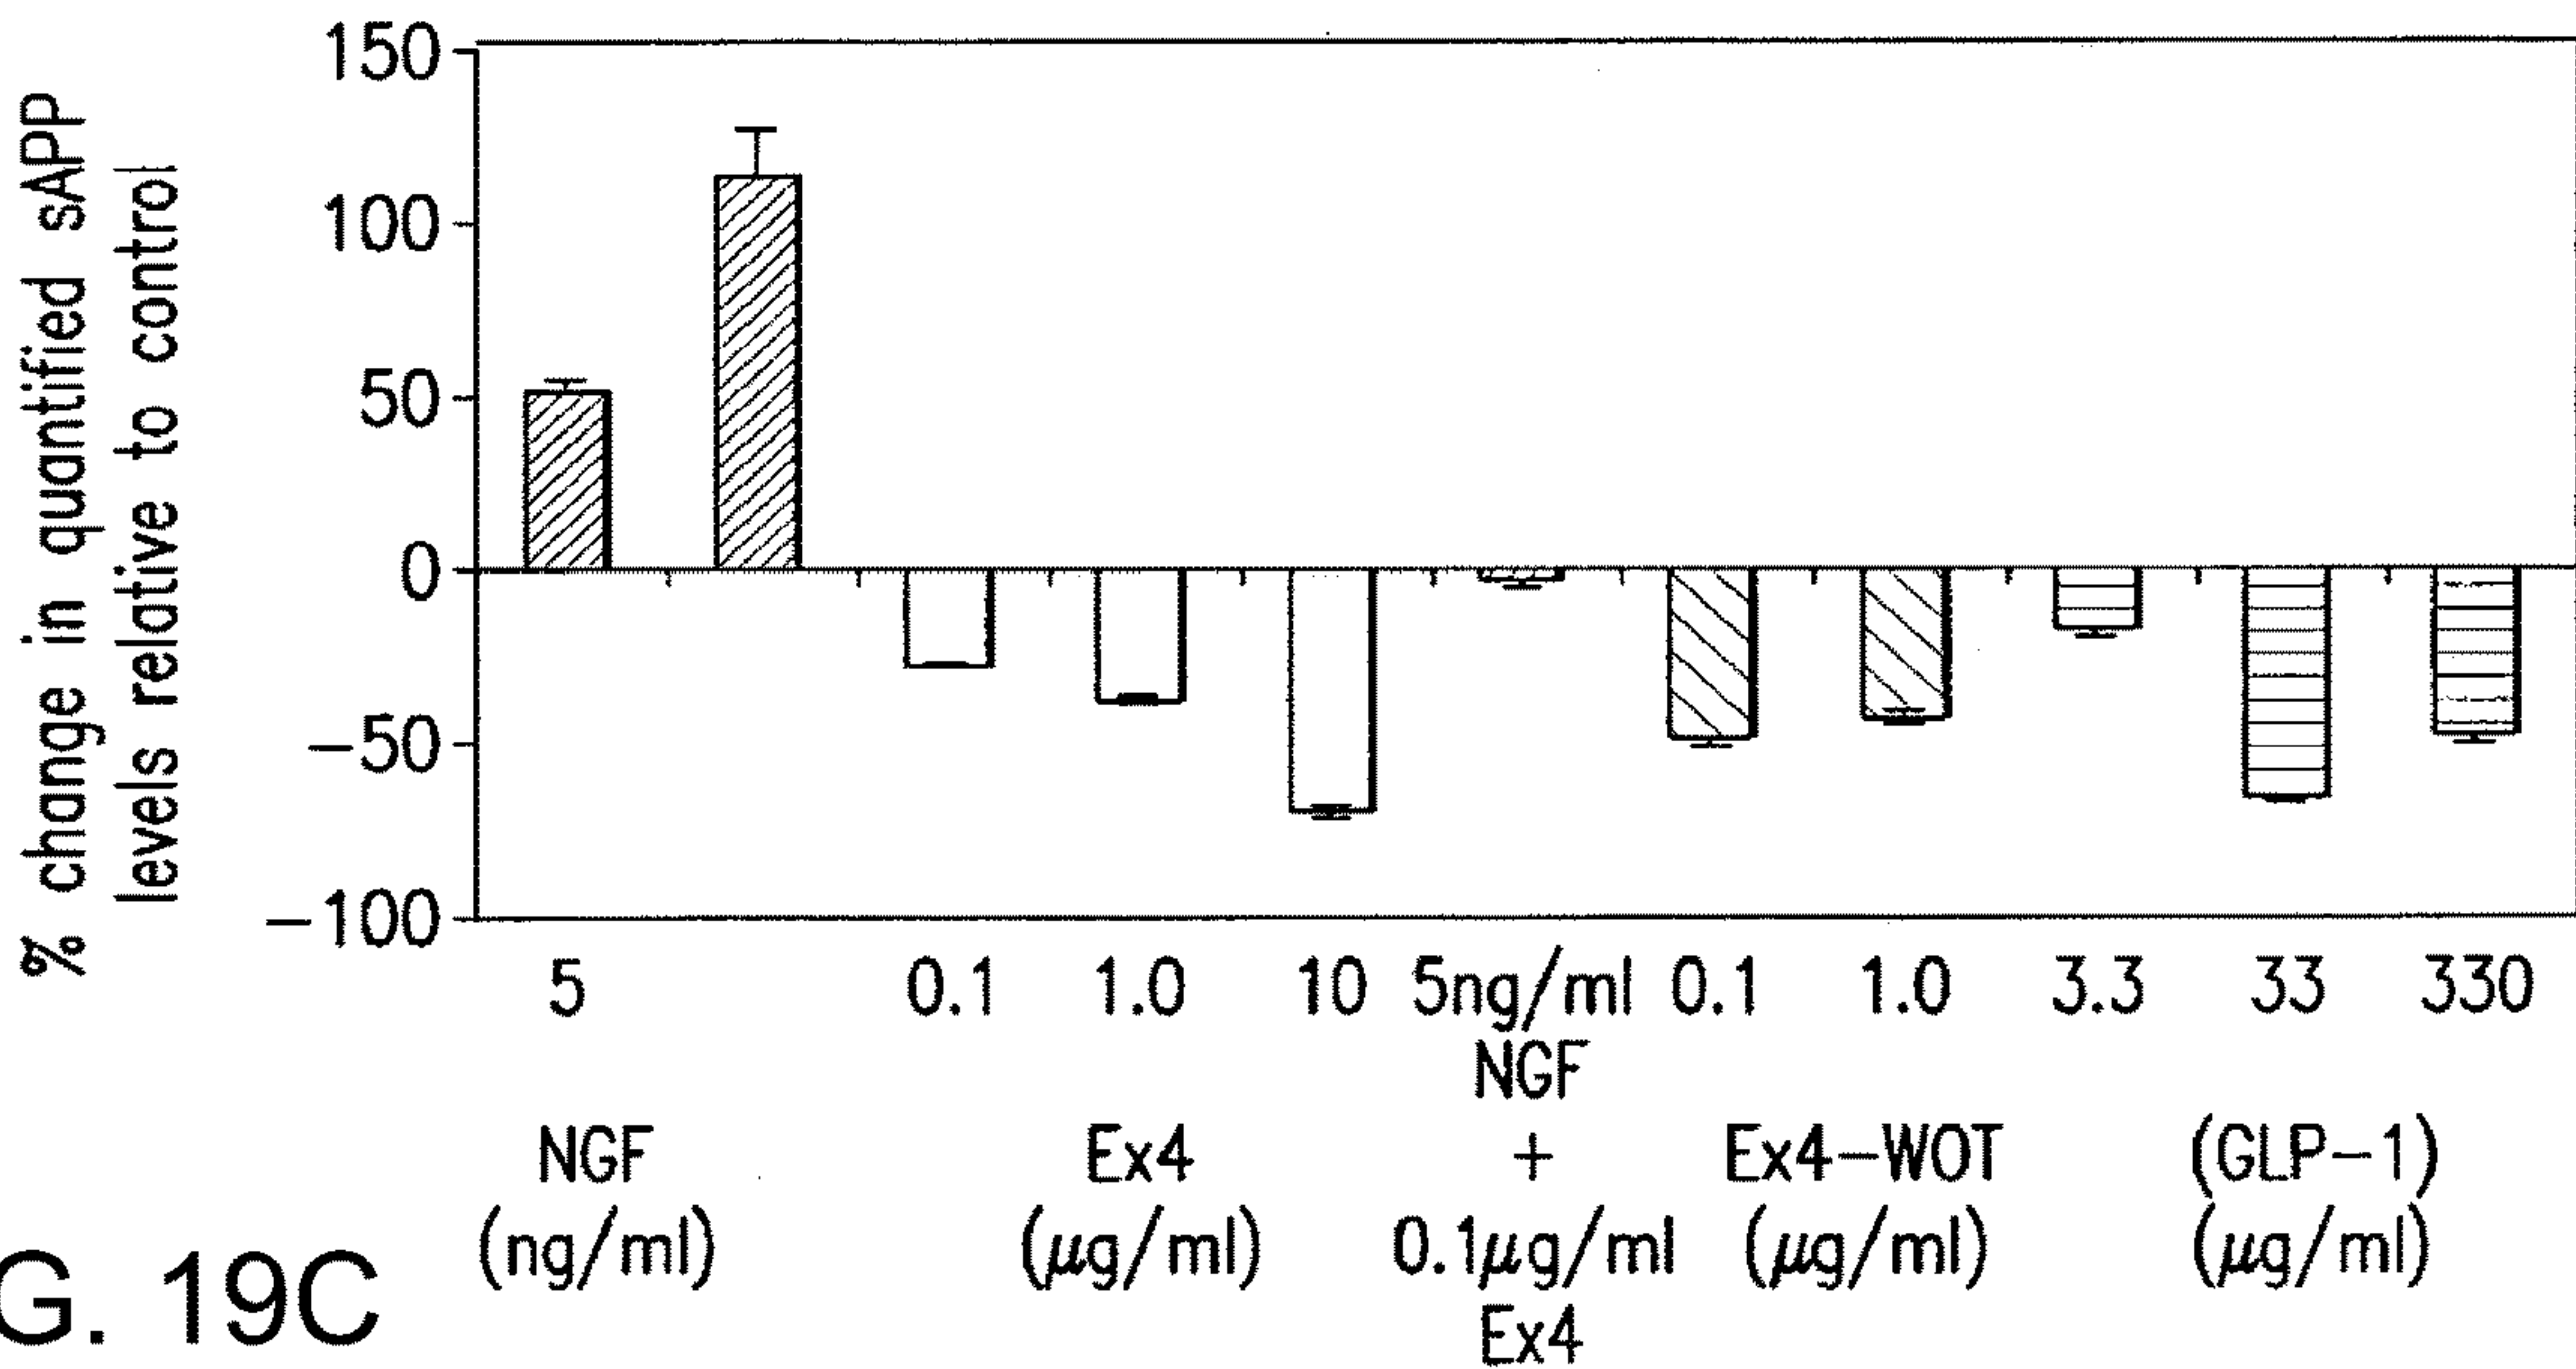 % change in quantified sAPP
levels relative to control
150
100
50
0
−50
−100
5 0.1 1.0 10 5ng/ml 0.1 1.0 3.3 33 330
NGF
NGF Ex4 + Ex4−WOT (GLP−1)
(ng/ml) (μg/ml) 0.1μg/ml (μg/ml) (μg/ml)
Ex4
G. 19C